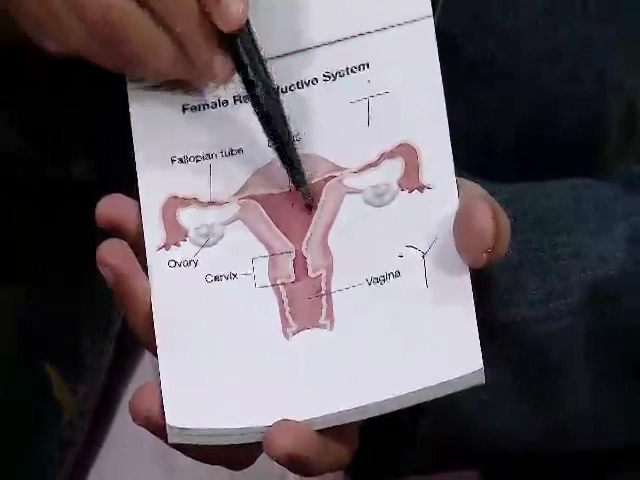 Female Re uctive System
Fallopian tube
Ovary
Cervix
Vagina